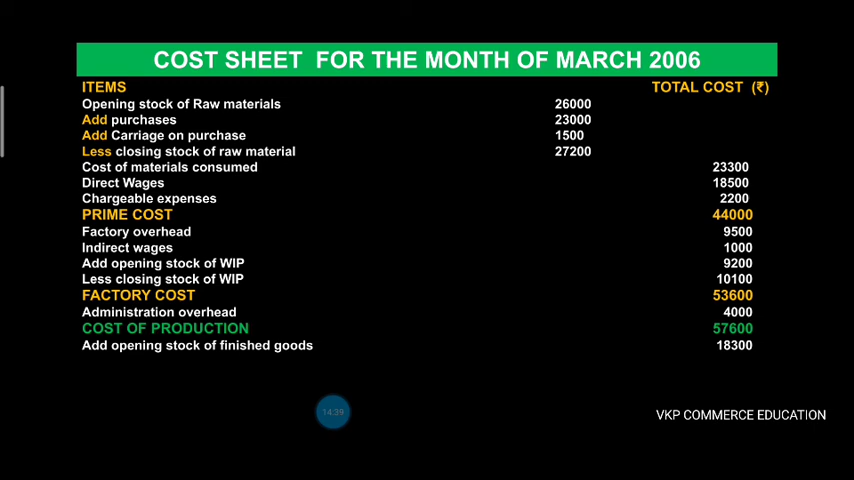 COST SHEET FOR THE MONTH OF MARCH 2006
ITEMS TOTAL COST (₹)
Opening stock of Raw materials 26000
Add purchases 23000
Add Carriage on purchase 1500
Less closing stock of raw material 27200
Cost of materials consumed 23300
Direct Wages 18500
Chargeable expenses 2200
PRIME COST 44000
Factory overhead 9500
Indirect wages 1000
Add opening stock of WIP 9200
Less closing stock of WIP 10100
FACTORY COST 53600
Administration overhead 4000
COST OF PRODUCTION 57600
Add opening stock of finished goods 18300
14:39
VKP COMMERCE EDUCATION